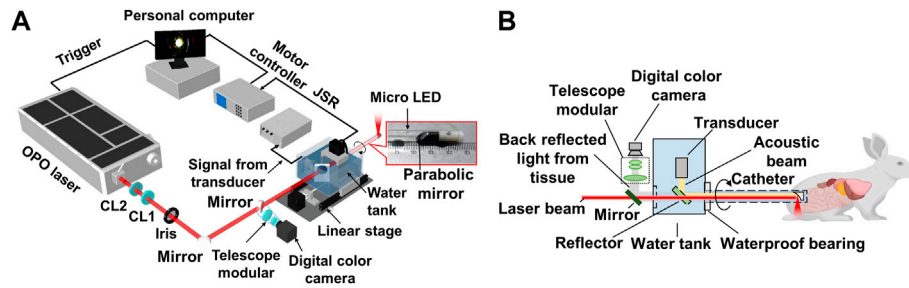 A
Personal computer
Trigger
Motor
controller
JSR
Micro LED
OPO laser
Signal from
transducer
Parabolic
mirror
Water
tank
Mirror
CL2
CL1
Iris
Linear stage
Mirror
Telescope
modular
Digital color
camera
B
Digital color
camera
Telescope
modular
Transducer
Back reflected
light from
tissue
Acoustic
beam
Catheter
Laser beam
Mirror
Reflector
Water tank
Waterproof bearing